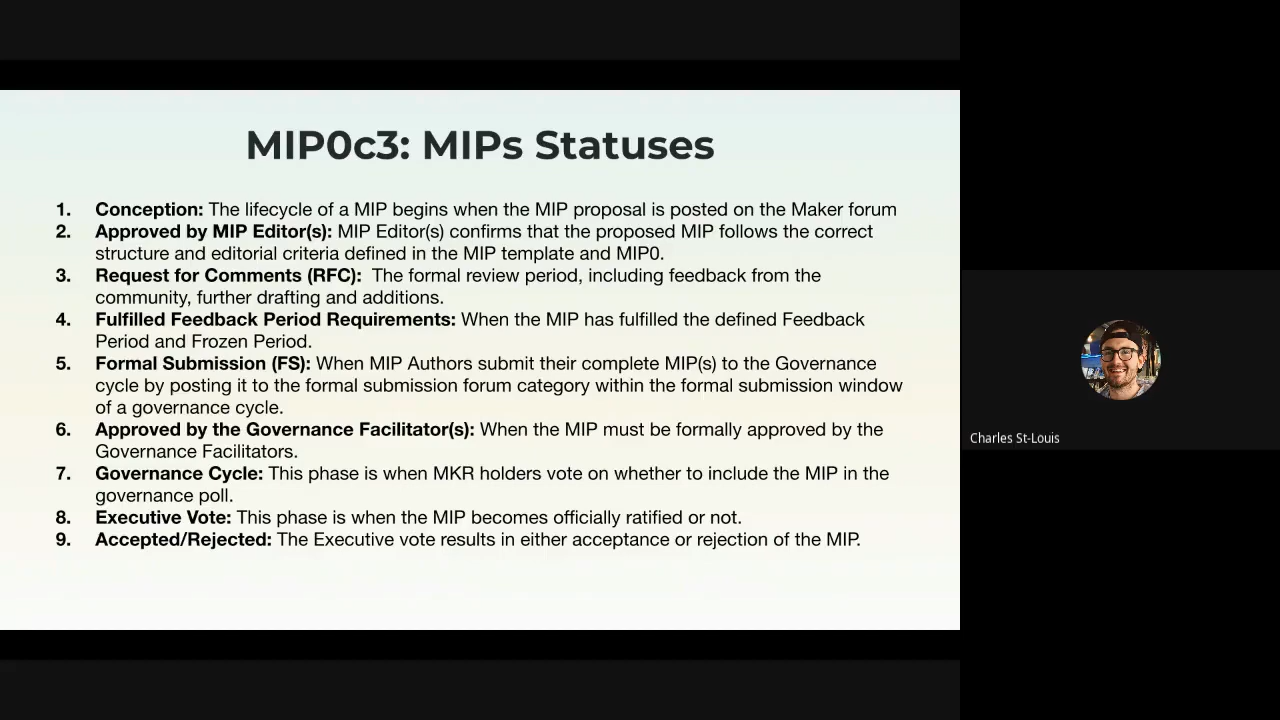 MIP0c3: MIPs Statuses
1. Conception: The lifecycle of a MIP begins when the MIP proposal is posted on the Maker forum
2. Approved by MIP Editor(s): MIP Editor(s) confirms that the proposed MIP follows the correct
structure and editorial criteria defined in the MIP template and MIP0.
3. Request for Comments (RFC):  The formal review period, including feedback from the
community, further drafting and additions.
4. Fulfilled Feedback Period Requirements: When the MIP has fulfilled the defined Feedback
Period and Frozen Period.
5. Formal Submission (FS): When MIP Authors submit their complete MIP(s) to the Governance
cycle by posting it to the formal submission forum category within the formal submission window
of a governance cycle.
6. Approved by the Governance Facilitator(s): When the MIP must be formally approved by the
Governance Facilitators.
7. Governance Cycle: This phase is when MKR holders vote on whether to include the MIP in the
governance poll.
8. Executive Vote: This phase is when the MIP becomes officially ratified or not.
9. Accepted/Rejected: The Executive vote results in either acceptance or rejection of the MIP.
Charles St-Louis